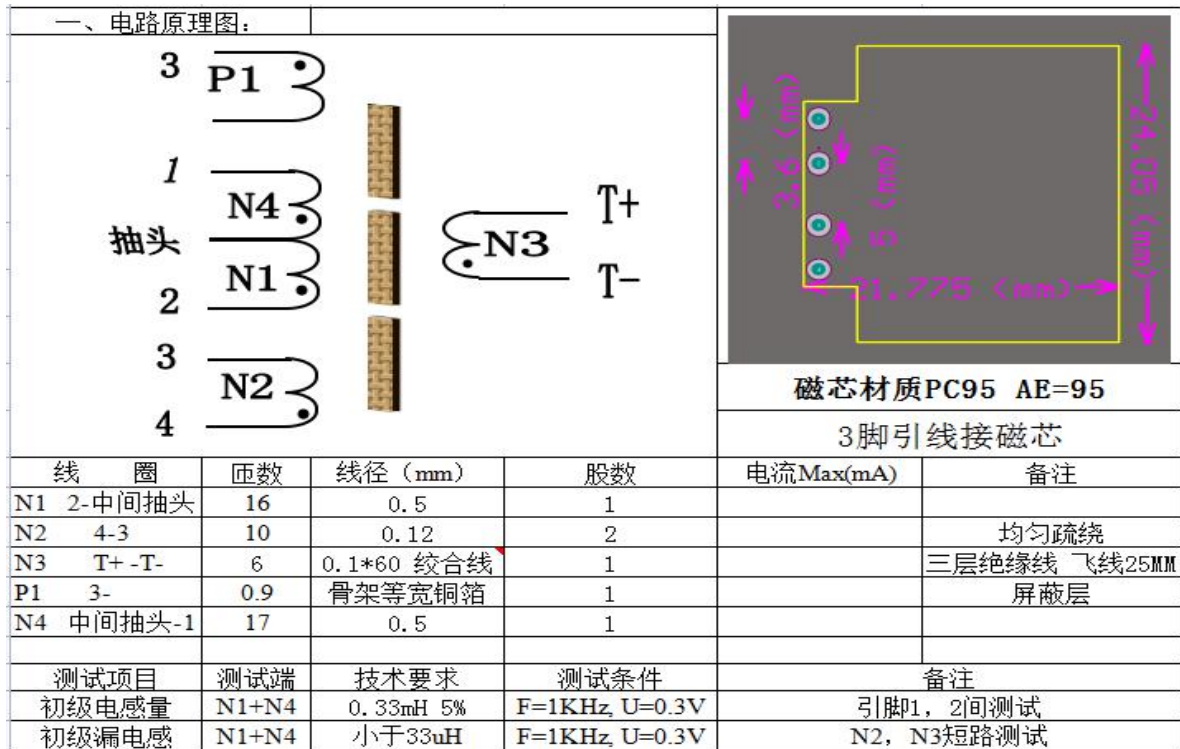 一、电路原理图:
3
P1
1
N4
抽头
N1
2
3
N2
4
T+
N3
T-
3.6 (mm)
5 (mm)
24.05 (mm)
21.775 (mm)
磁芯材质PC95 AE=95
3脚引线接磁芯
线 圈 匝数 线径（mm） 股数 电流Max(mA) 备注
N1 2-中间抽头 16 0.5 1
N2 4-3 10 0.12 2 均匀疏绕
N3 T+ -T- 6 0.1*60 绞合线 1 三层绝缘线 飞线25MM
P1 3- 0.9 骨架等宽铜箔 1 屏蔽层
N4 中间抽头-1 17 0.5 1
测试项目 测试端 技术要求 测试条件 备注
初级电感量 N1+N4 0.33mH 5% F=1KHz, U=0.3V 引脚1，2间测试
初级漏电感 N1+N4 小于33uH F=1KHz, U=0.3V N2，N3短路测试